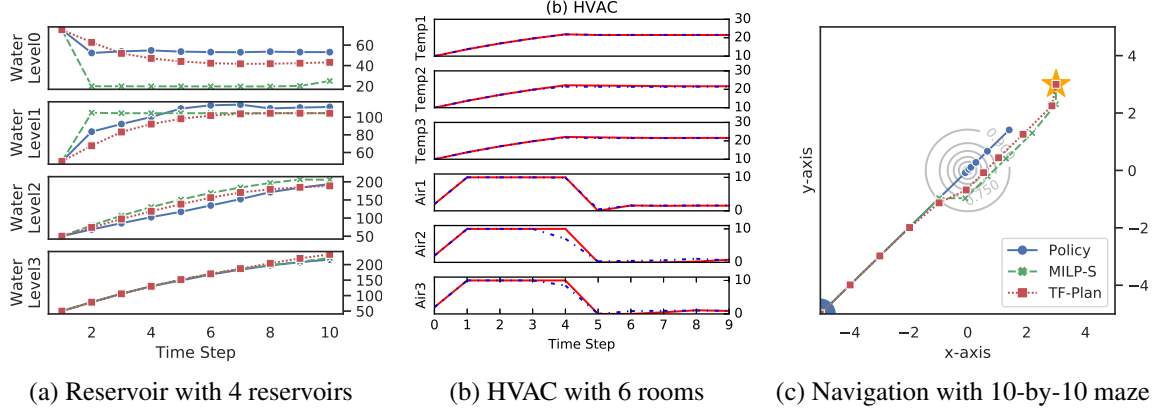 Water
Level0
60
40
20
Water
Level1
100
75
50
Water
Level2
200
150
100
50
Water
Level3
200
150
100
50
2 4 6 8 10
Time Step
(a) Reservoir with 4 reservoirs
(b) HVAC
Temp1
30
20
10
Temp2
30
20
10
Temp3
30
20
10
Air1
10
0
Air2
10
0
Air3
10
0
0 1 2 3 4 5 6 7 8 9
Time Step
(b) HVAC with 6 rooms
y-axis
4
2
0
−2
−4
0.750
Policy
MILP-S
TF-Plan
−4 −2 0 2 4
x-axis
(c) Navigation with 10-by-10 maze